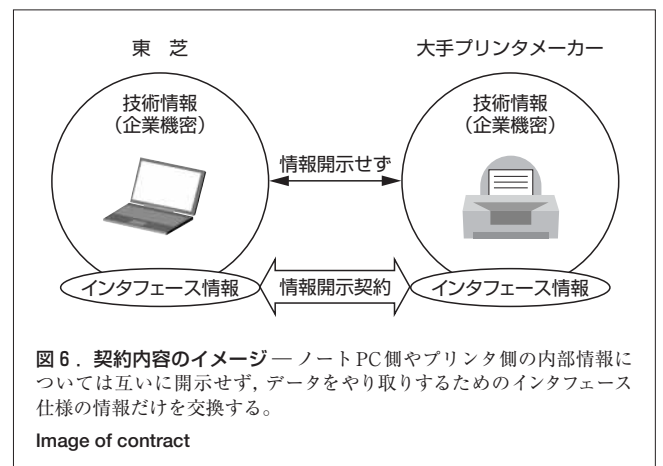 東 芝
大手プリンタメーカー
技術情報
（企業機密）
技術情報
（企業機密）
情報開示せず
インタフェース情報
情報開示契約
インタフェース情報
図6．契約内容のイメージ — ノートPC側やプリンタ側の内部情報に
ついては互いに開示せず，データをやり取りするためのインタフェース
仕様の情報だけを交換する。
Image of contract